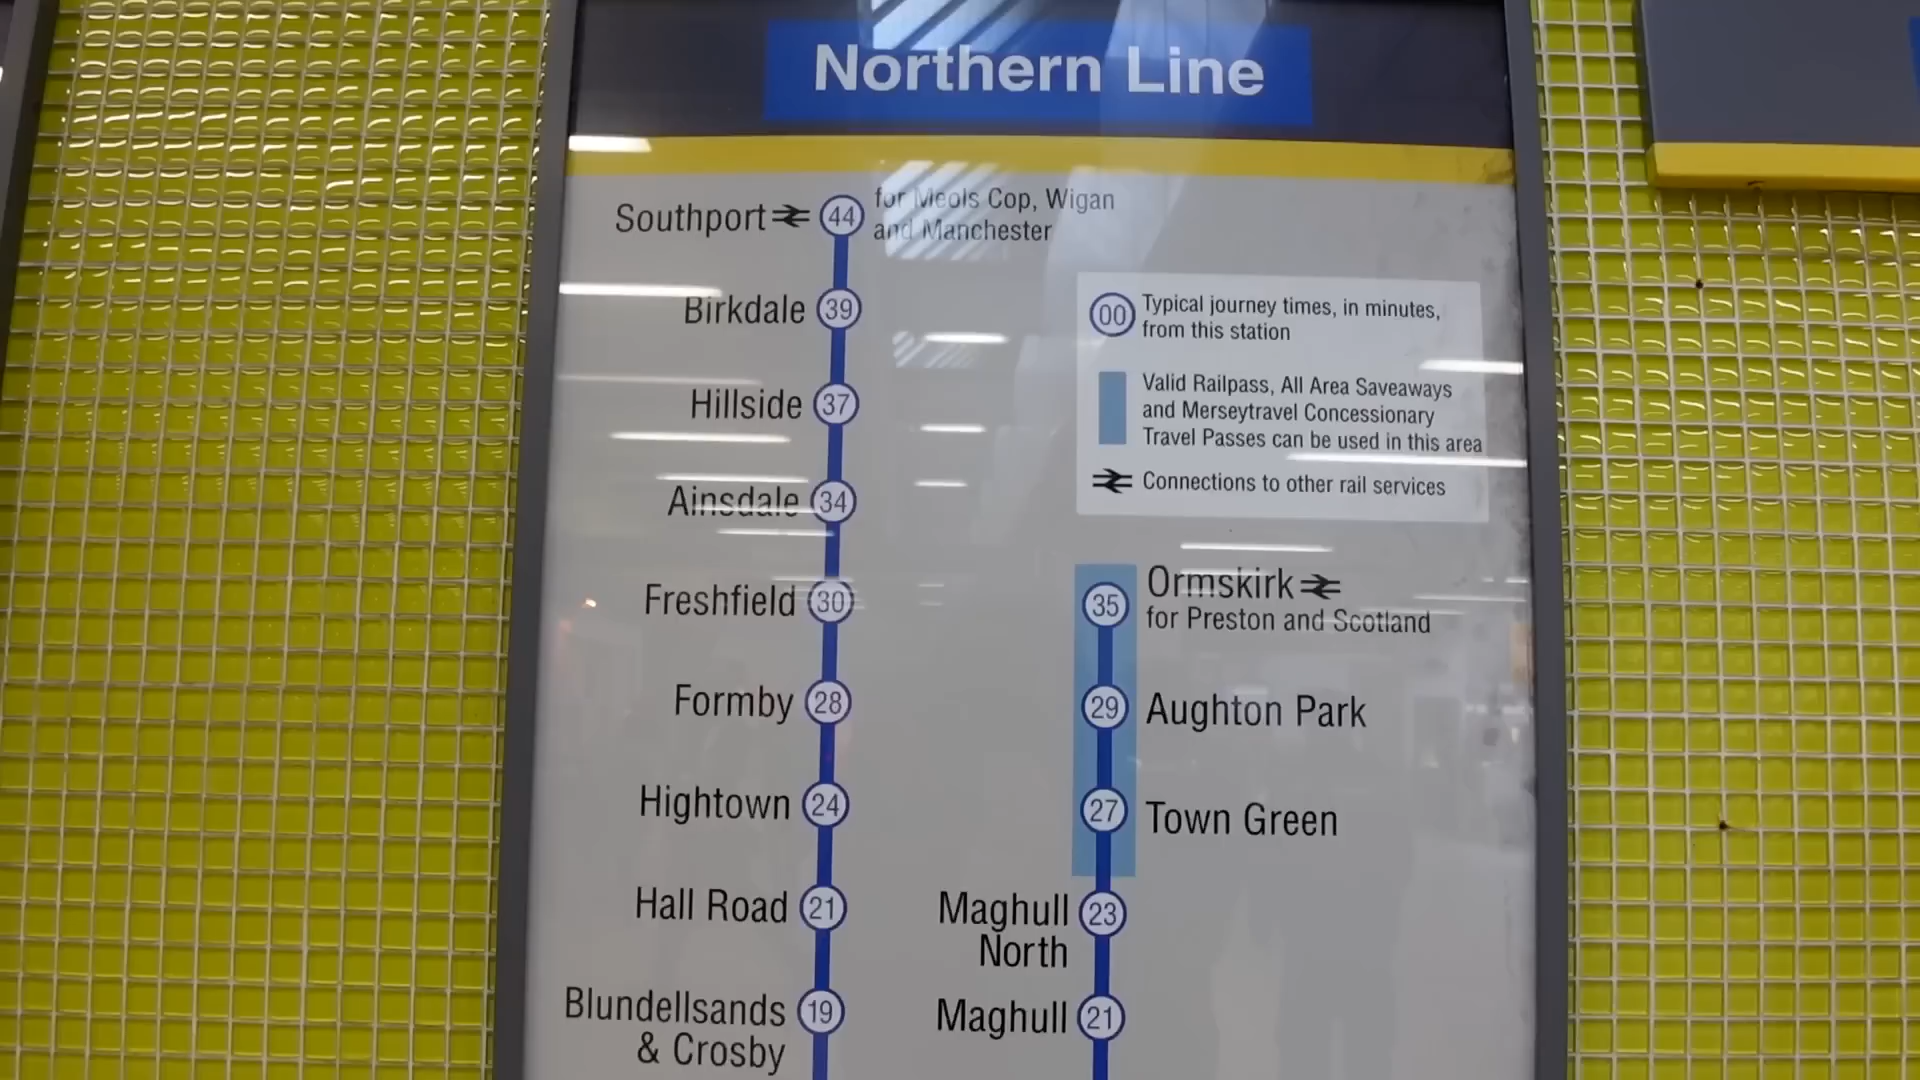 Northern Line
Southport
44
for Meols Cop, Wigan
and Manchester
Birkdale
39
Hillside
37
Ainsdale
34
Freshfield
30
Formby
28
Hightown
24
Hall Road
21
Blundellsands
& Crosby
19
00
Typical journey times, in minutes,
from this station
Valid Railpass, All Area Saveaways
and Merseytravel Concessionary
Travel Passes can be used in this area
Connections to other rail services
35
Ormskirk
for Preston and Scotland
29
Aughton Park
27
Town Green
Maghull
North
23
Maghull
21